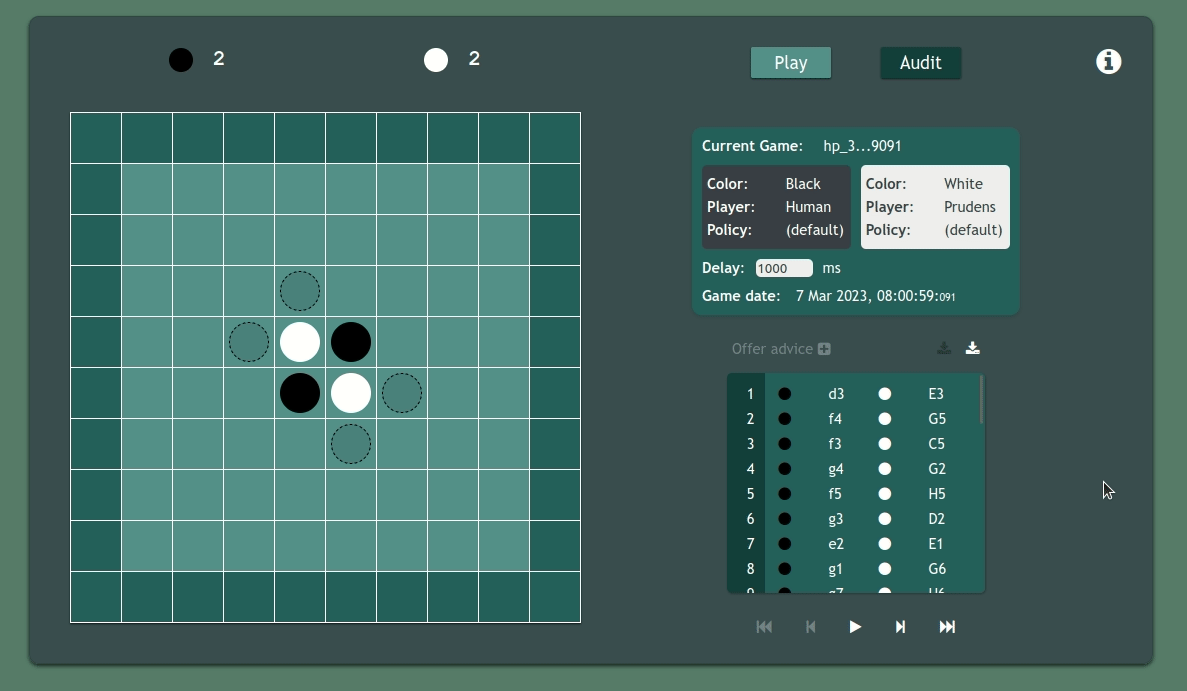 2 2 Play Audit
Current Game: hp_3...9091
Color: Black Color: White
Player: Human Player: Prudens
Policy: (default) Policy: (default)
Delay: 1000 ms
Game date: 7 Mar 2023, 08:00:59:091
Offer advice
1 d3 E3
2 f4 G5
3 f3 C5
4 g4 G2
5 f5 H5
6 g3 D2
7 e2 E1
8 g1 G6